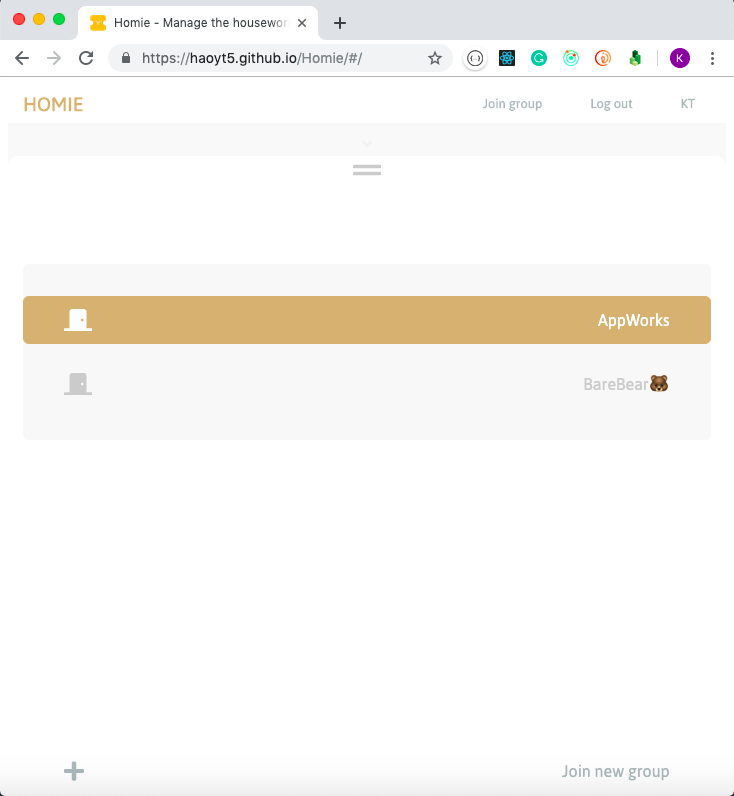 Homie - Manage the housewor
https://haoyt5.github.io/Homie/#/
K
HOMIE
Join group
Log out
KT
AppWorks
BareBear🐻
Join new group